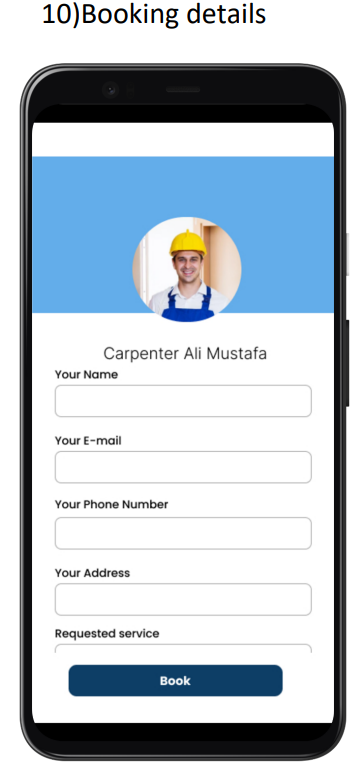 10)Booking details
Carpenter Ali Mustafa
Your Name
Your E-mail
Your Phone Number
Your Address
Requested service
Book